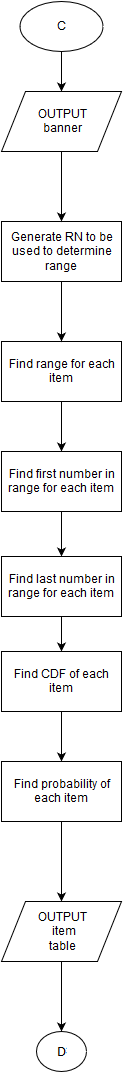 C
OUTPUT
banner
Generate RN to be
used to determine
range
Find range for each
item
Find first number in
range for each item
Find last number in
range for each item
Find CDF of each
item
Find probability of
each item
OUTPUT
item
table
D